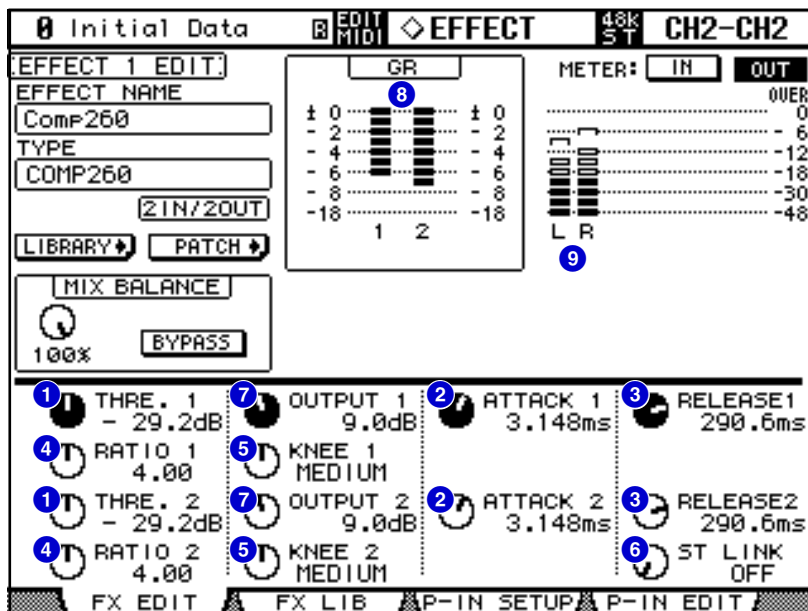 0 Initial Data R EDIT MIDI ◇EFFECT 48K ST CH2-CH2
EFFECT 1 EDIT
EFFECT NAME
Comp260
TYPE
COMP260
2IN/2OUT
LIBRARY PATCH
MIX BALANCE
100% BYPASS
GR
8
± 0 ± 0
- 2 - 2
- 4 - 4
- 6 - 6
- 8 - 8
-18 -18
1 2
METER: IN OUT
OVER
0
- 6
-12
-18
-30
-48
L R
9
1 THRE. 1 7 OUTPUT 1 2 ATTACK 1 3 RELEASE1
- 29.2dB 9.0dB 3.148ms 290.6ms
4 RATIO 1 5 KNEE 1
4.00 MEDIUM
1 THRE. 2 7 OUTPUT 2 2 ATTACK 2 3 RELEASE2
- 29.2dB 9.0dB 3.148ms 290.6ms
4 RATIO 2 5 KNEE 2 6 ST LINK
4.00 MEDIUM OFF
FX EDIT FX LIB P-IN SETUP P-IN EDIT